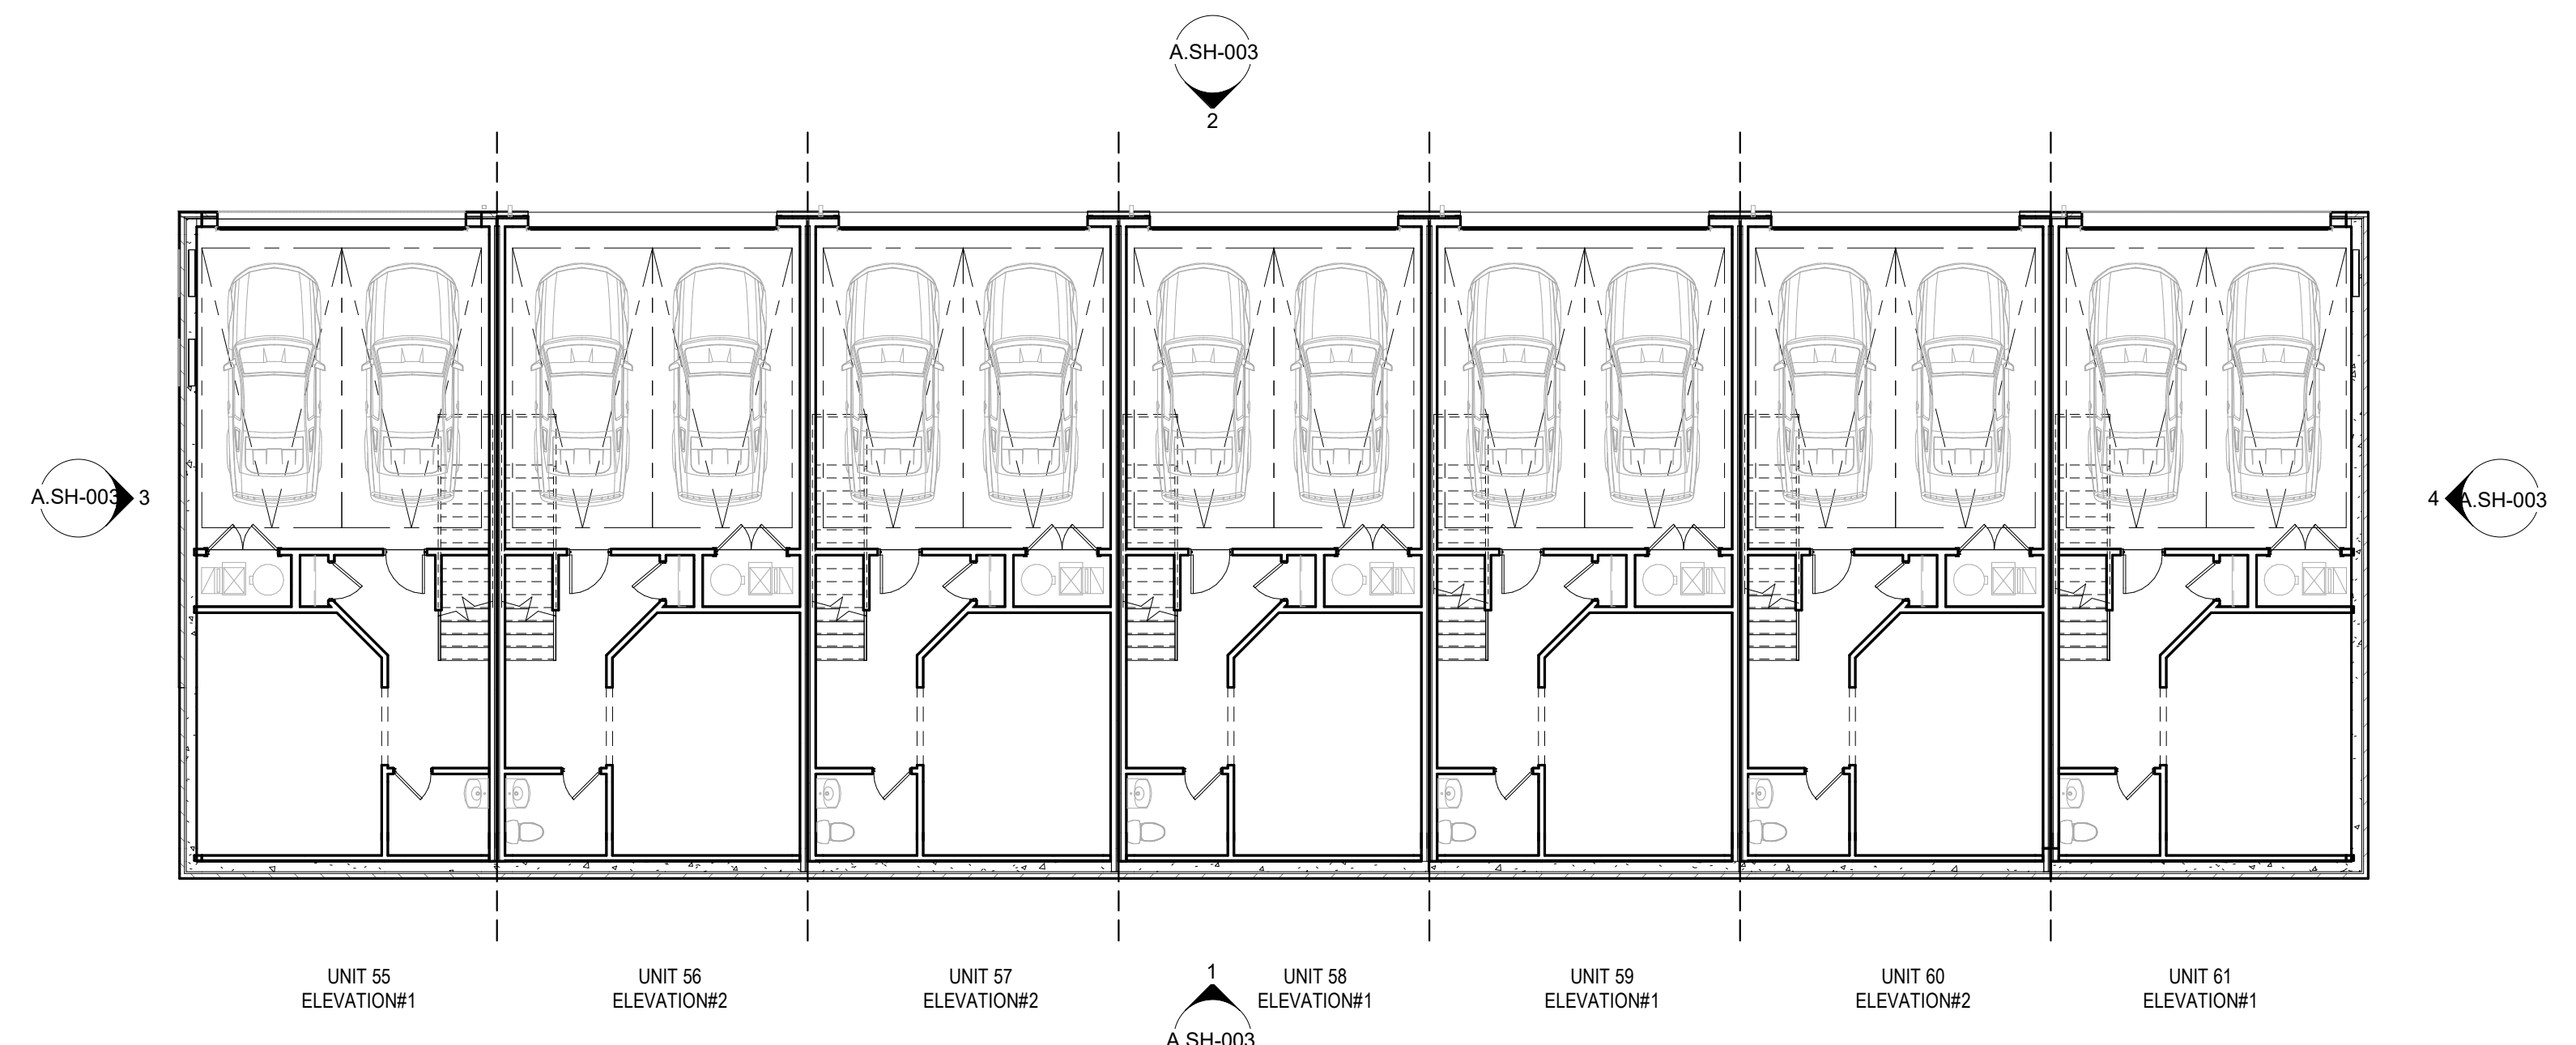 A.SH-003
2
A.SH-003 3
4 A.SH-003
UNIT 55
ELEVATION#1
UNIT 56
ELEVATION#2
UNIT 57
ELEVATION#2
1
A.SH-003
UNIT 58
ELEVATION#1
UNIT 59
ELEVATION#1
UNIT 60
ELEVATION#2
UNIT 61
ELEVATION#1